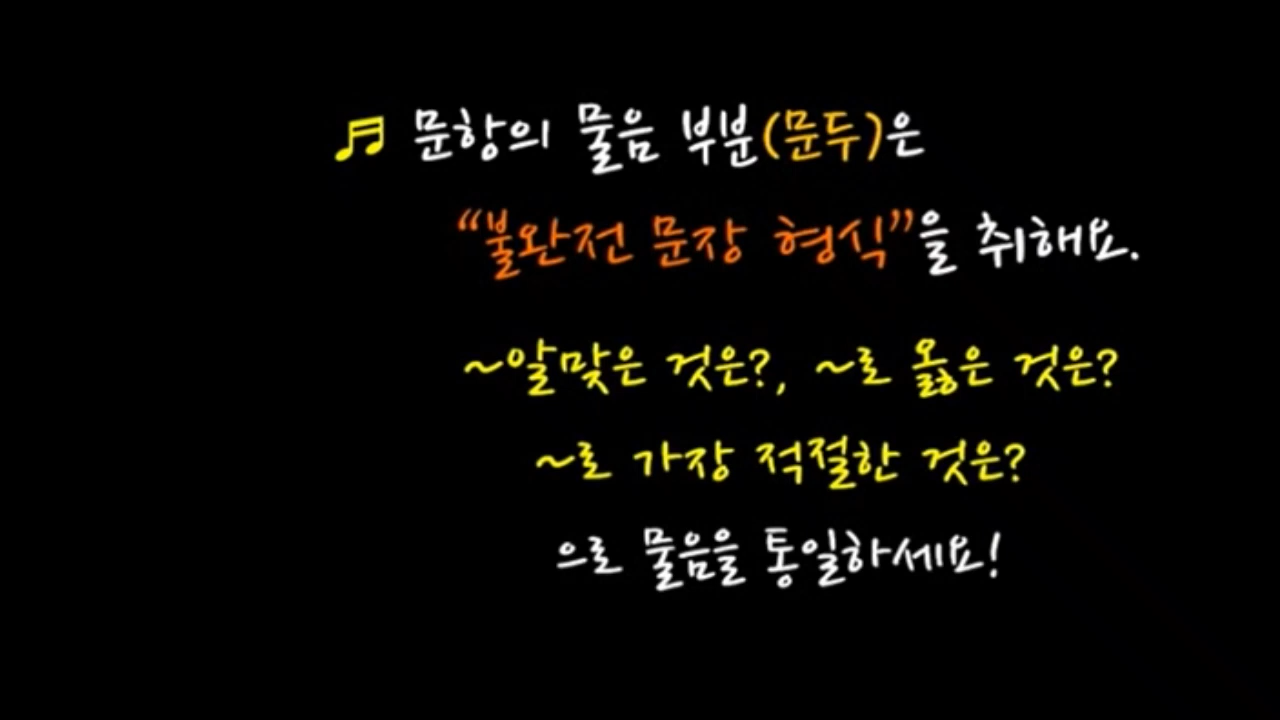 ♬ 문항의 물음 부분(문두)은
“불완전 문장 형식”을 취해요.
~알맞은 것은?, ~로 옳은 것은?
~로 가장 적절한 것은?
으로 물음을 통일하세요!